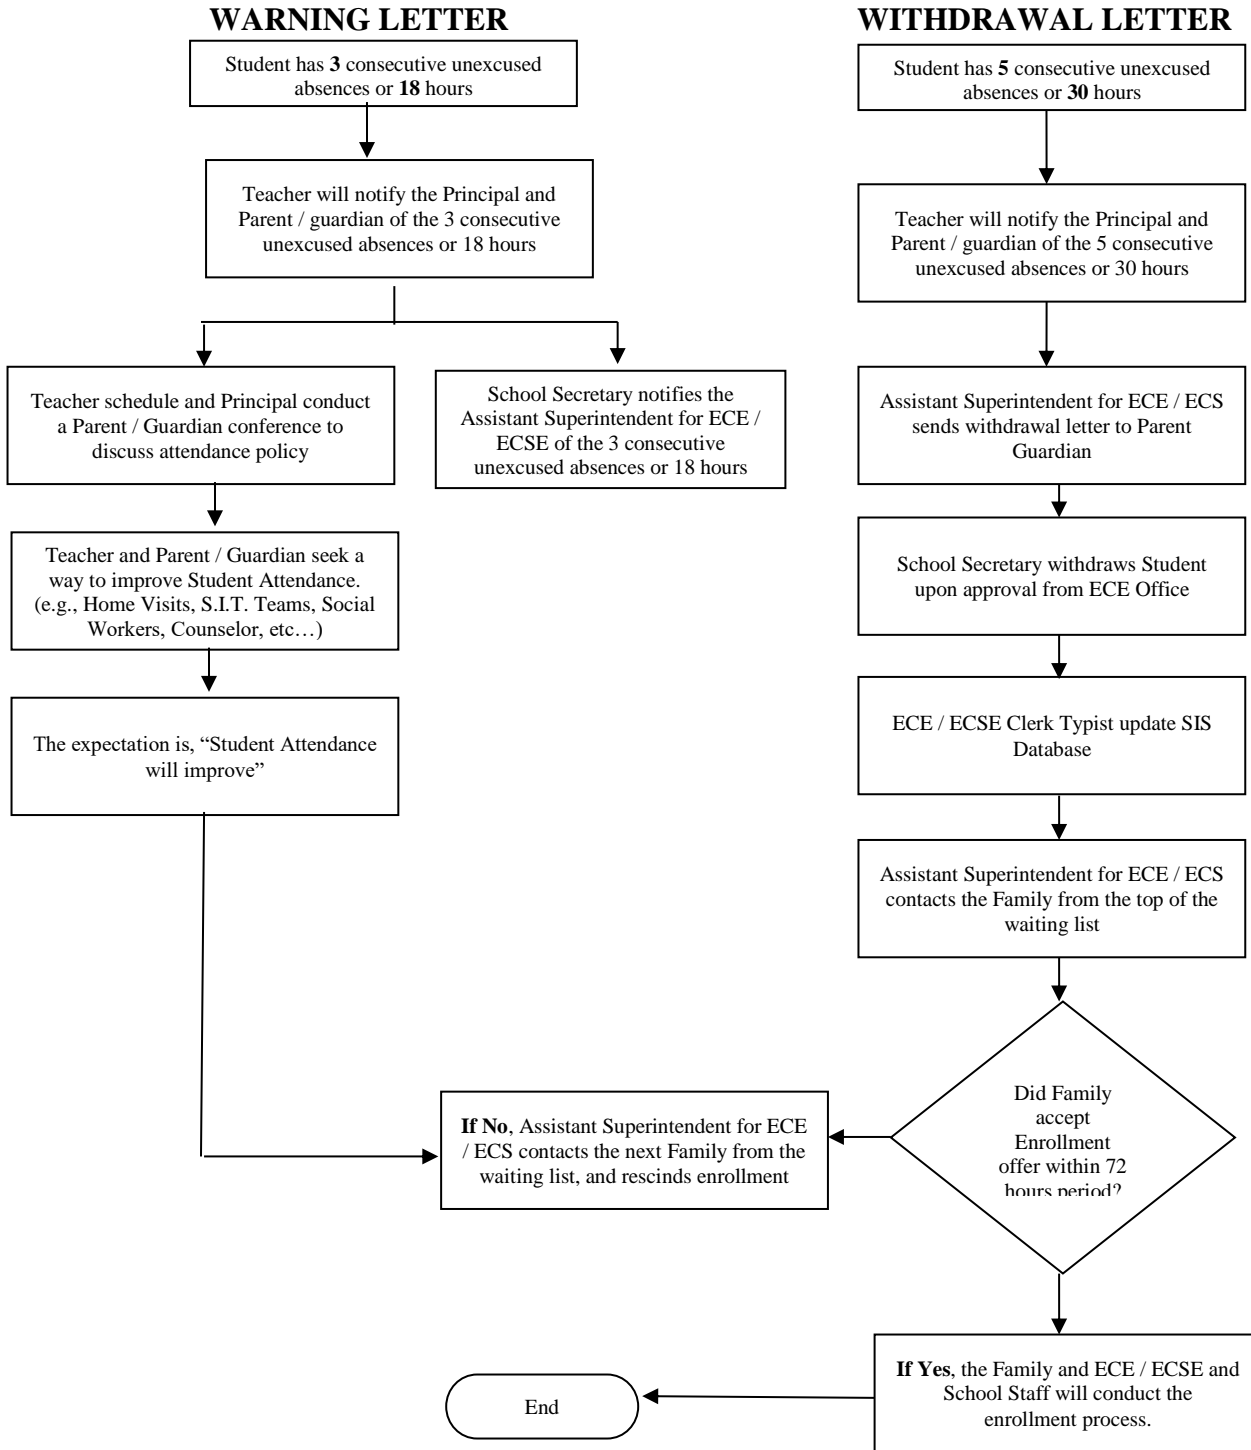 WARNING LETTER
Student has 3 consecutive unexcused
absences or 18 hours
Teacher will notify the Principal and
Parent / guardian of the 3 consecutive
unexcused absences or 18 hours
Teacher schedule and Principal conduct
a Parent / Guardian conference to
discuss attendance policy
School Secretary notifies the
Assistant Superintendent for ECE /
ECSE of the 3 consecutive
unexcused absences or 18 hours
Teacher and Parent / Guardian seek a
way to improve Student Attendance.
(e.g., Home Visits, S.I.T. Teams, Social
Workers, Counselor, etc…)
The expectation is, “Student Attendance
will improve”
WITHDRAWAL LETTER
Student has 5 consecutive unexcused
absences or 30 hours
Teacher will notify the Principal and
Parent / guardian of the 5 consecutive
unexcused absences or 30 hours
Assistant Superintendent for ECE / ECS
sends withdrawal letter to Parent
Guardian
School Secretary withdraws Student
upon approval from ECE Office
ECE / ECSE Clerk Typist update SIS
Database
Assistant Superintendent for ECE / ECS
contacts the Family from the top of the
waiting list
Did Family
accept
Enrollment
offer within 72
hours period?
If No, Assistant Superintendent for ECE
/ ECS contacts the next Family from the
waiting list, and rescinds enrollment
If Yes, the Family and ECE / ECSE and
School Staff will conduct the
enrollment process.
End